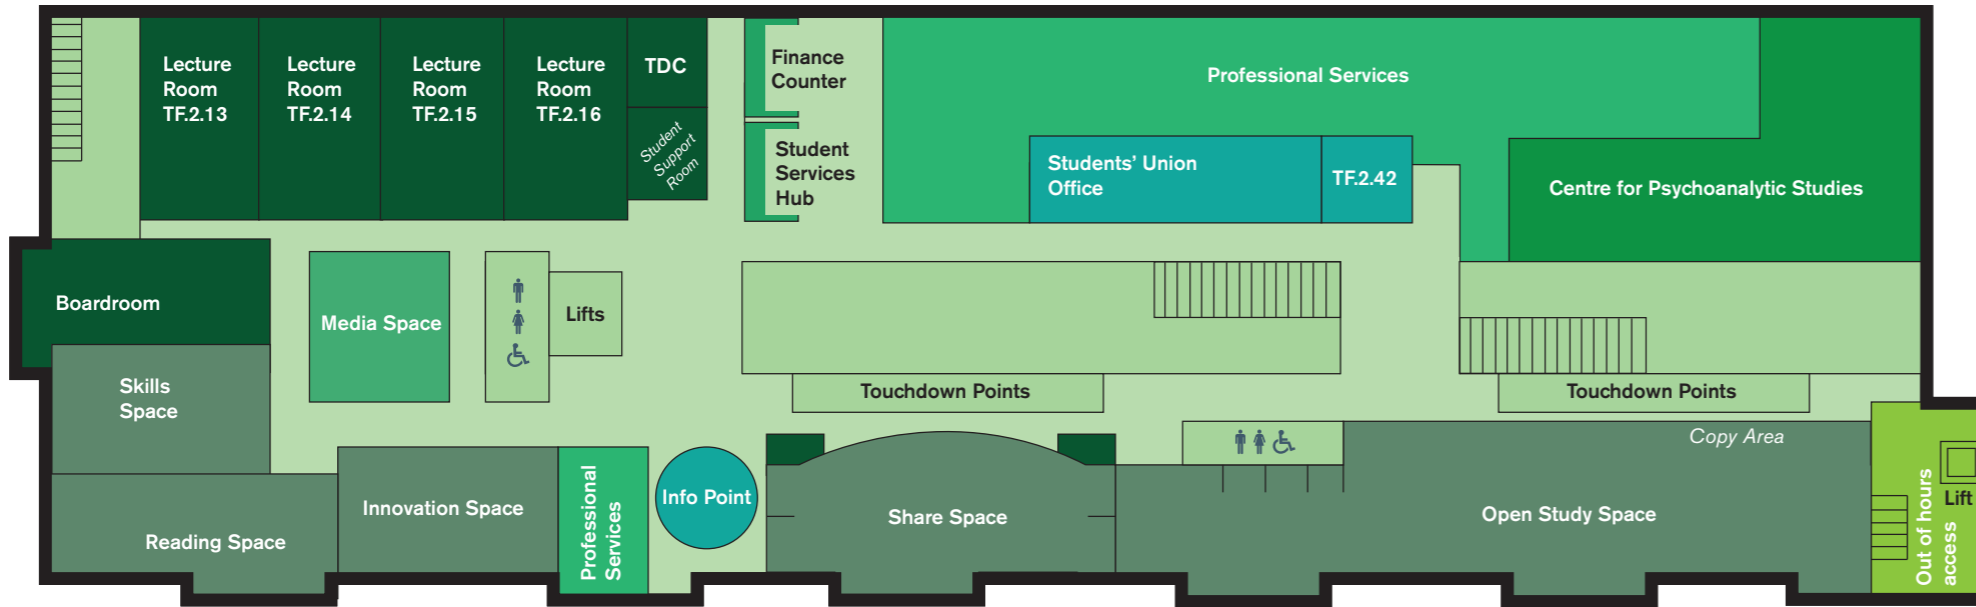 Lecture
Room
TF.2.13
Lecture
Room
TF.2.14
Lecture
Room
TF.2.15
Lecture
Room
TF.2.16
TDC
Student
Support
Room
Finance
Counter
Student
Services
Hub
Professional Services
Students' Union
Office
TF.2.42
Centre for Psychoanalytic Studies
Boardroom
Media Space
Lifts
Skills
Space
Touchdown Points
Touchdown Points
Copy Area
Reading Space
Innovation Space
Professional
Services
Info Point
Share Space
Open Study Space
Out of hours
access
Lift